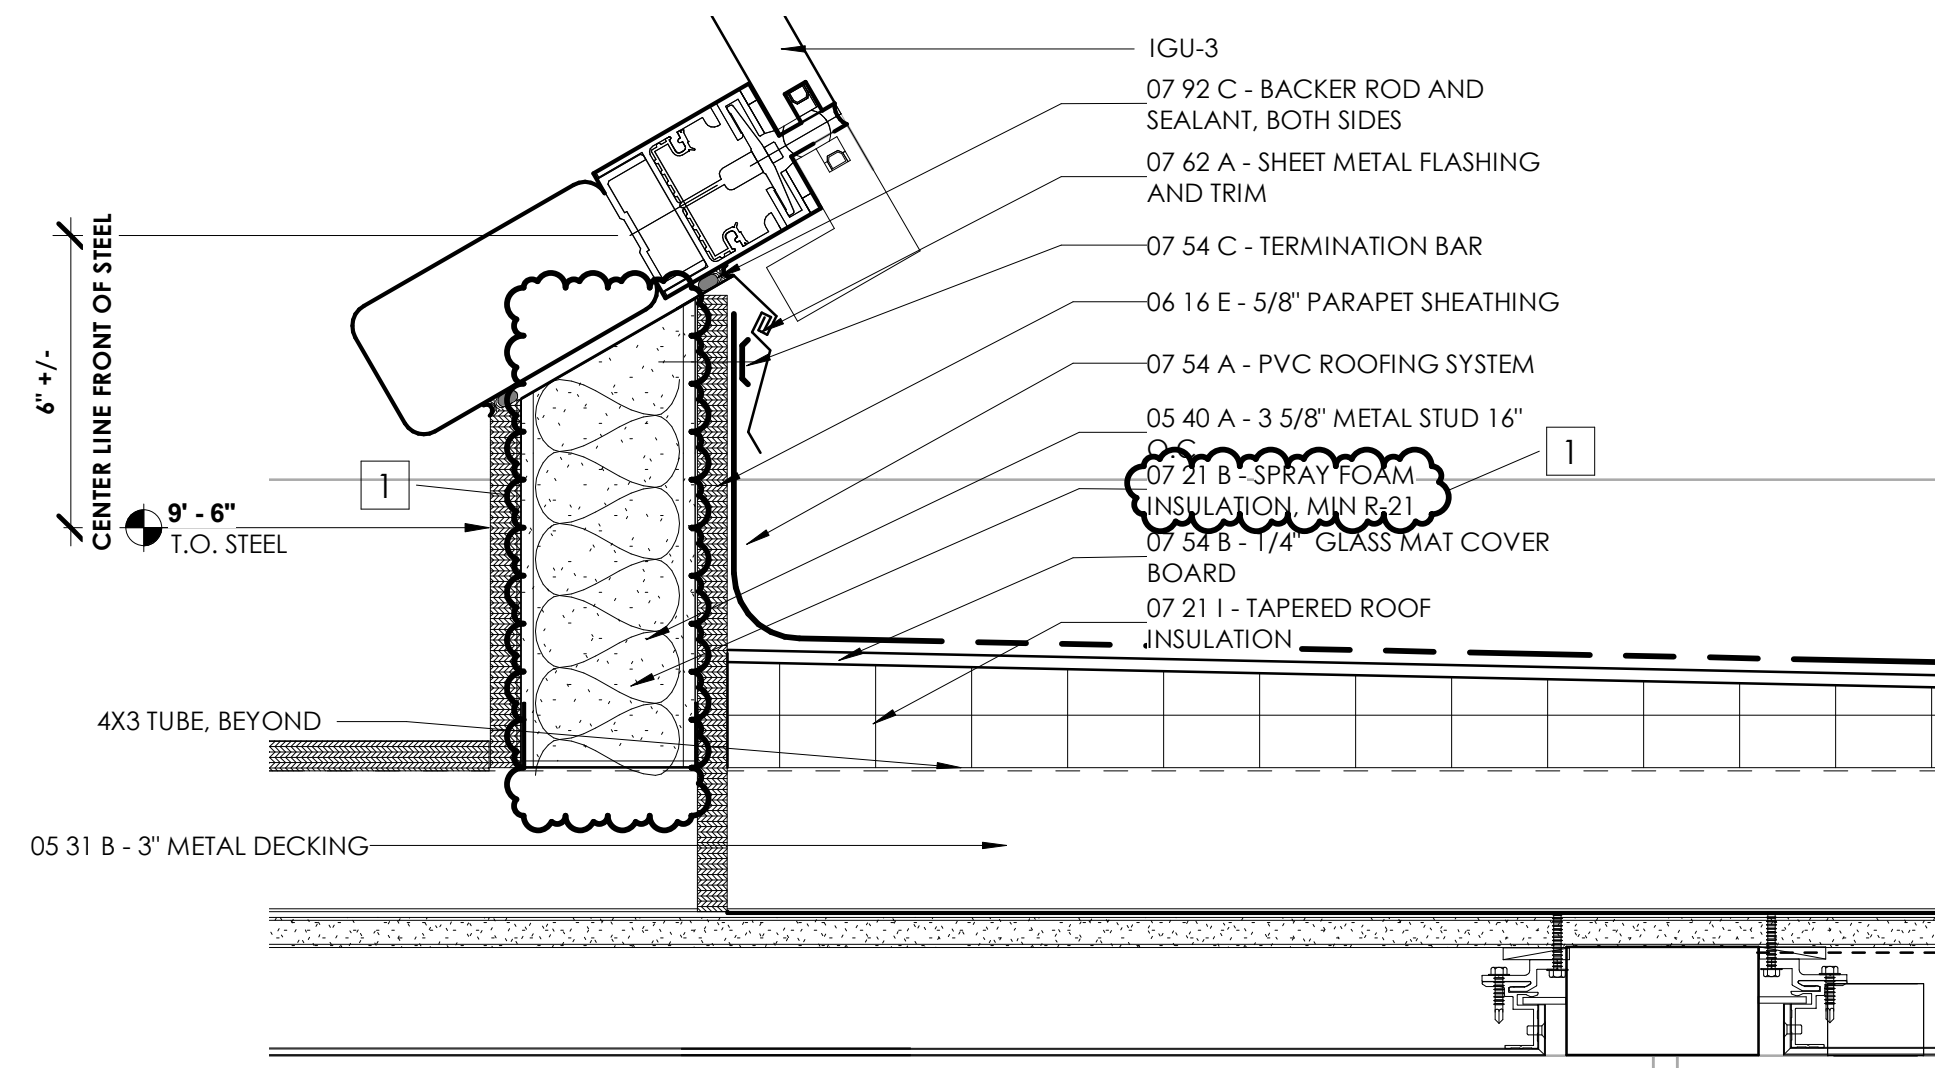 IGU-3
07 92 C - BACKER ROD AND
SEALANT, BOTH SIDES
07 62 A - SHEET METAL FLASHING
AND TRIM
07 54 C - TERMINATION BAR
06 16 E - 5/8" PARAPET SHEATHING
07 54 A - PVC ROOFING SYSTEM
05 40 A - 3 5/8" METAL STUD 16"
O.C.
07 21 B - SPRAY FOAM
INSULATION, MIN R-21
1
07 54 B - 1/4" GLASS MAT COVER
BOARD
07 21 I - TAPERED ROOF
INSULATION
6" +/-
CENTER LINE FRONT OF STEEL
1
9' - 6"
T.O. STEEL
4X3 TUBE, BEYOND
05 31 B - 3" METAL DECKING